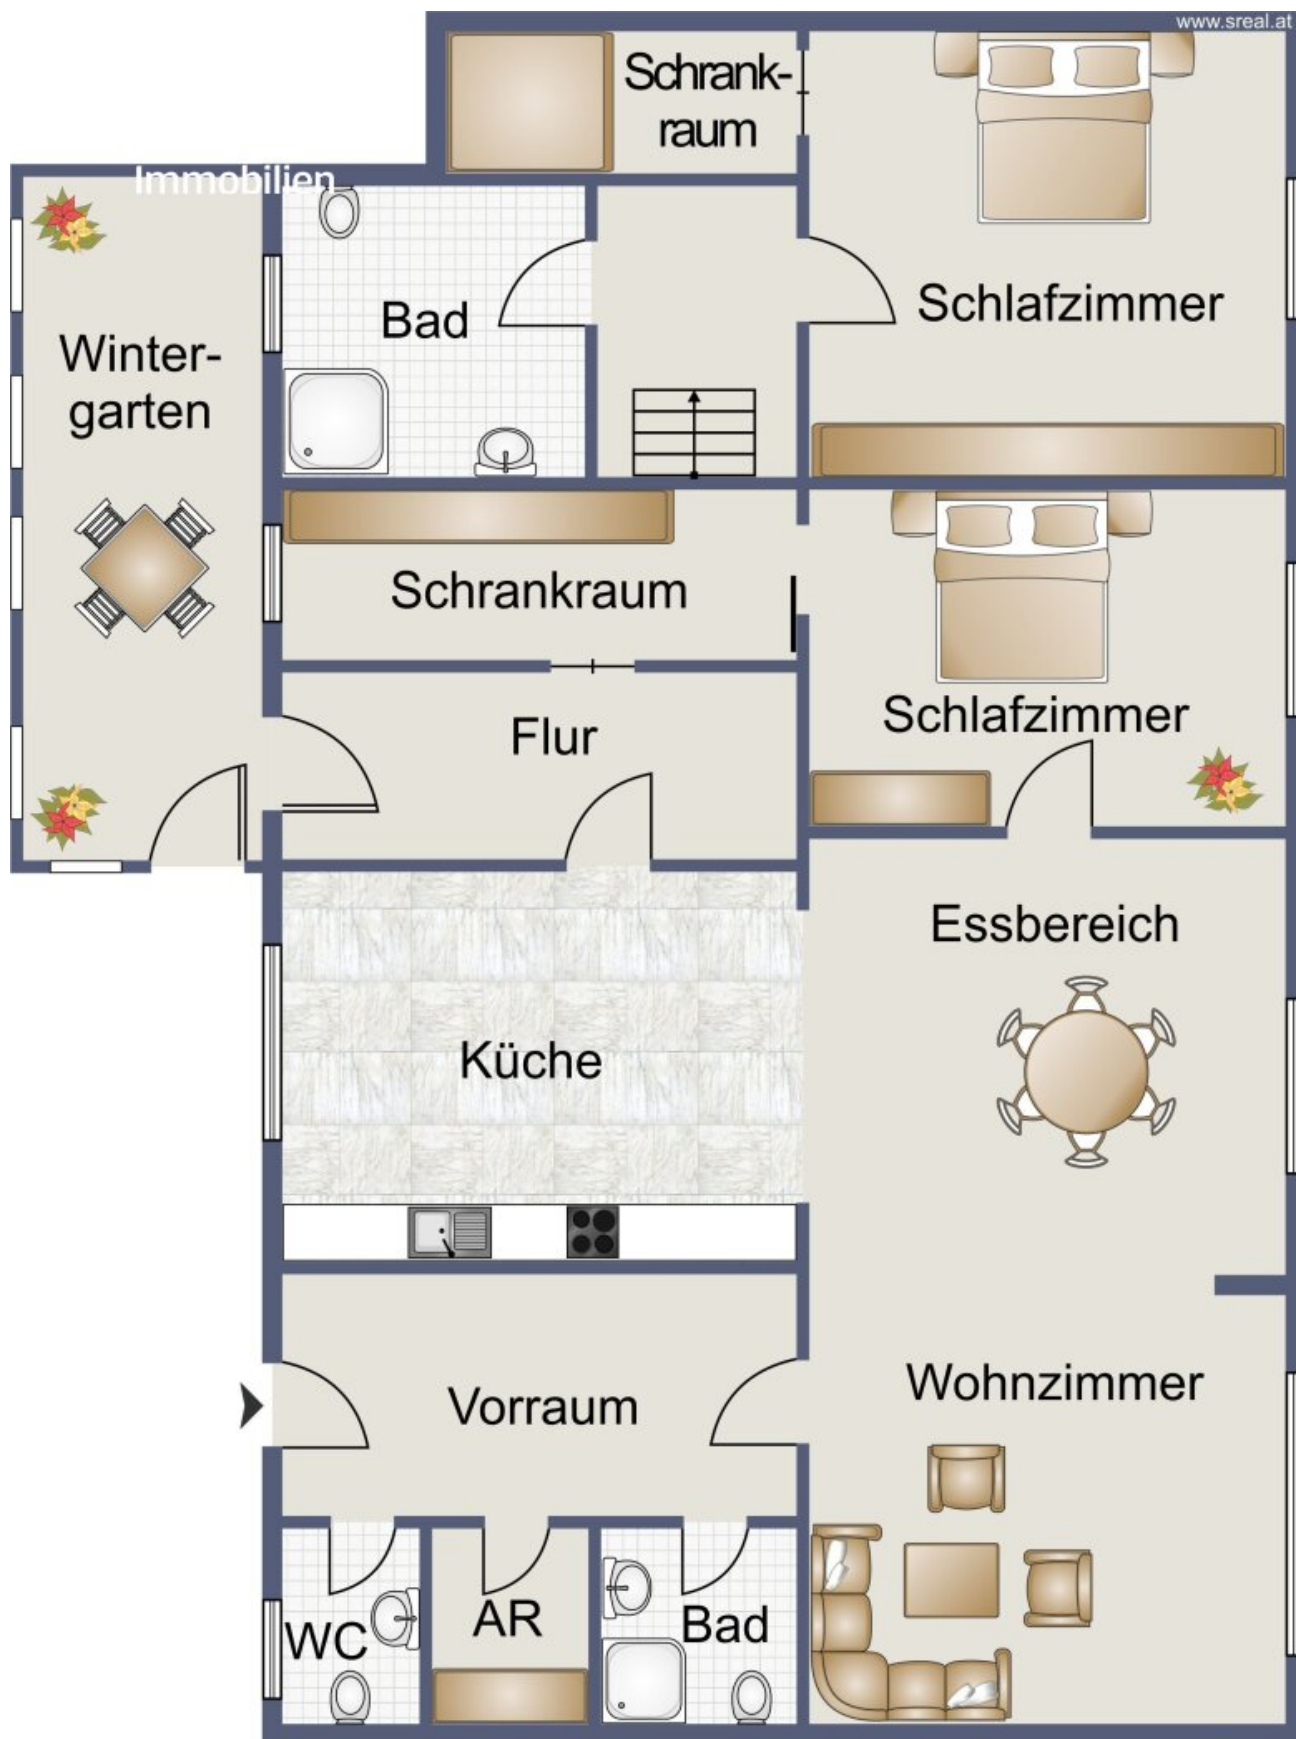 www.sreal.at
Schrank-
raum
Immobilien
Schlafzimmer
Bad
Winter-
garten
Schrankraum
Schlafzimmer
Flur
Essbereich
Küche
Wohnzimmer
Vorraum
WC
AR
Bad